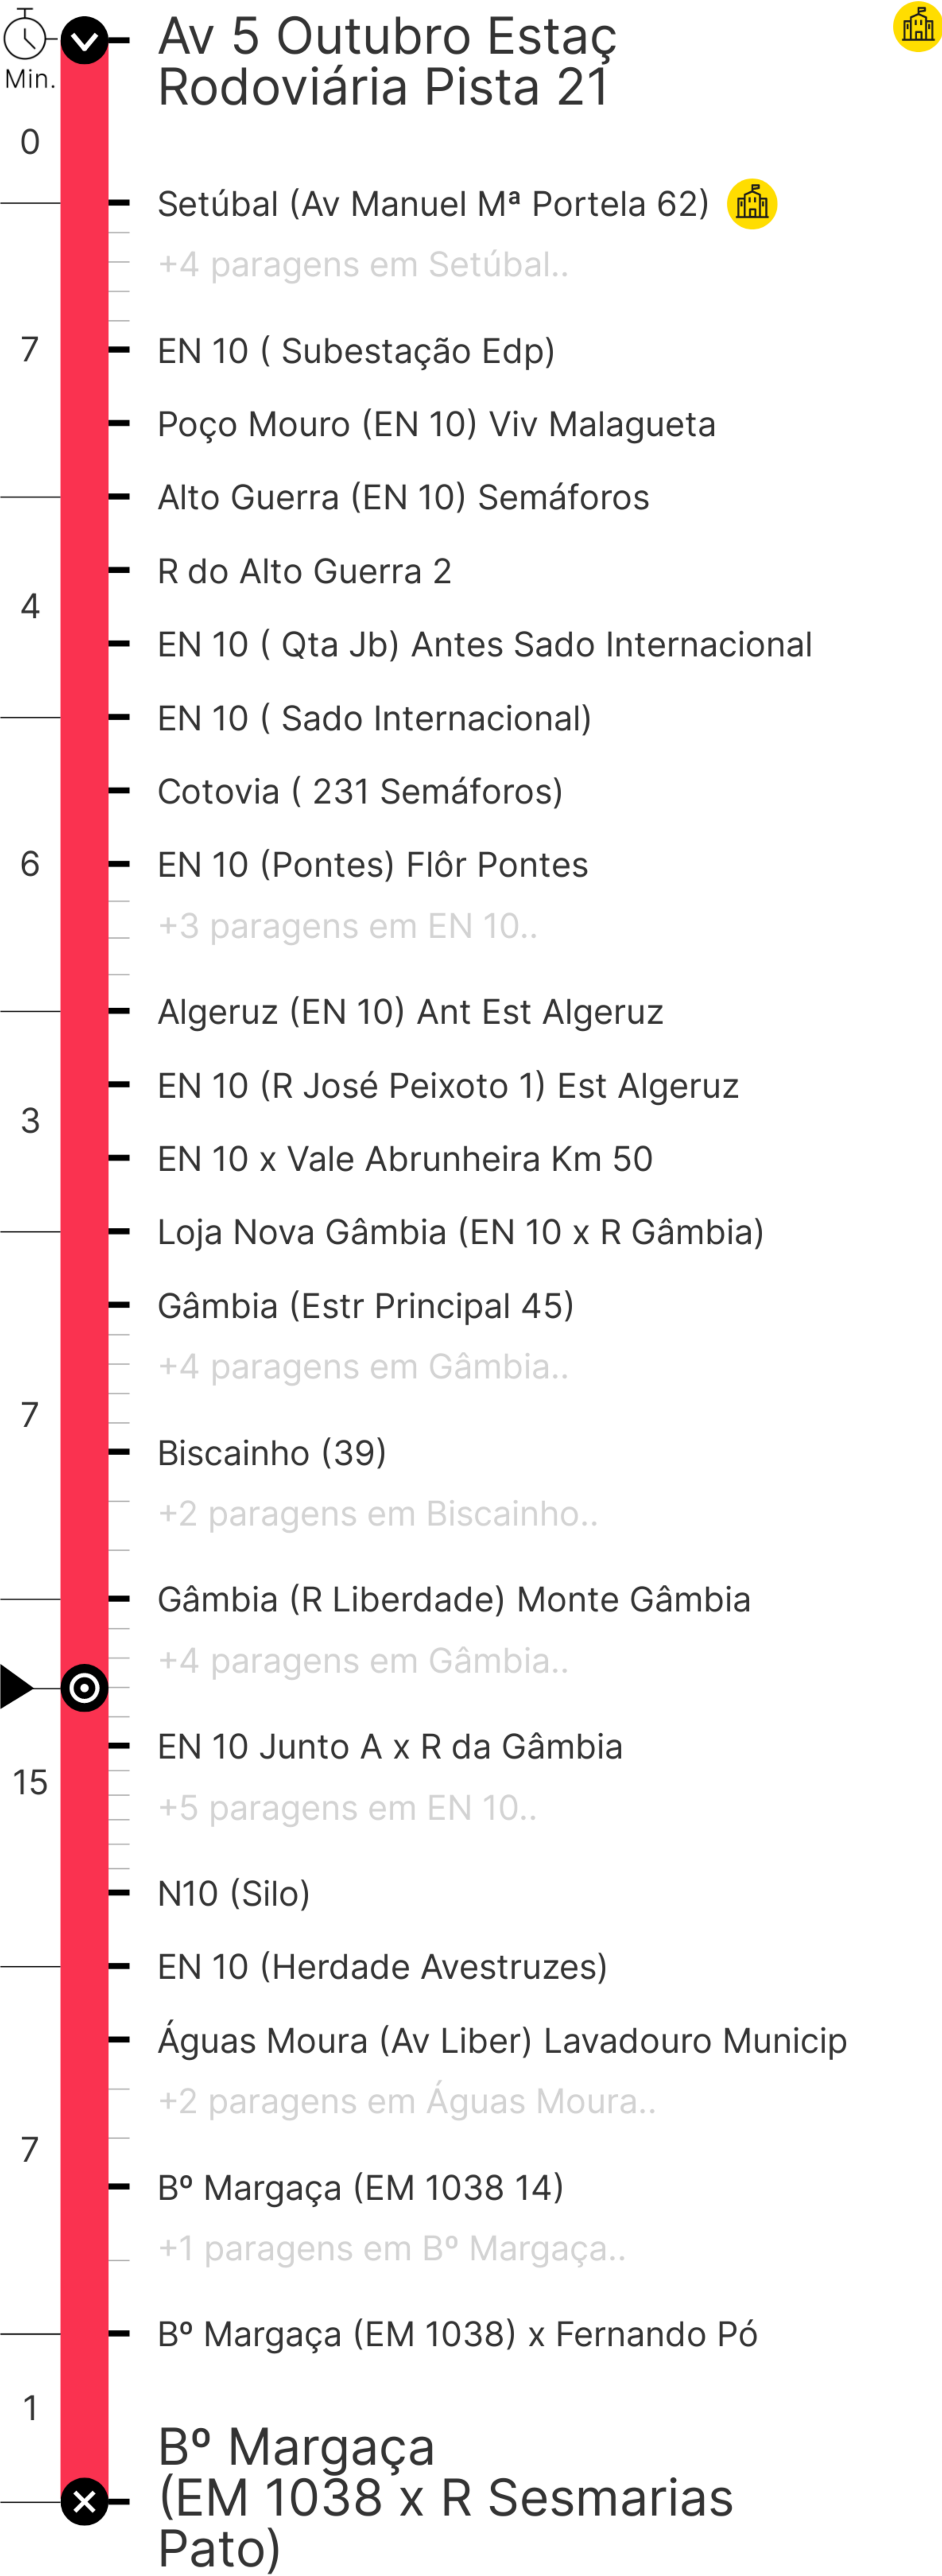 Av 5 Outubro Estaç
Rodoviária Pista 21
Min.
0
Setúbal (Av Manuel Mª Portela 62)
+4 paragens em Setúbal..
7
EN 10 ( Subestação Edp)
Poço Mouro (EN 10) Viv Malagueta
Alto Guerra (EN 10) Semáforos
R do Alto Guerra 2
4
EN 10 ( Qta Jb) Antes Sado Internacional
EN 10 ( Sado Internacional)
Cotovia ( 231 Semáforos)
6
EN 10 (Pontes) Flôr Pontes
+3 paragens em EN 10..
Algeruz (EN 10) Ant Est Algeruz
EN 10 (R José Peixoto 1) Est Algeruz
3
EN 10 x Vale Abrunheira Km 50
Loja Nova Gâmbia (EN 10 x R Gâmbia)
Gâmbia (Estr Principal 45)
+4 paragens em Gâmbia..
7
Biscainho (39)
+2 paragens em Biscainho..
Gâmbia (R Liberdade) Monte Gâmbia
+4 paragens em Gâmbia..
EN 10 Junto A x R da Gâmbia
15
+5 paragens em EN 10..
N10 (Silo)
EN 10 (Herdade Avestruzes)
Águas Moura (Av Liber) Lavadouro Municip
+2 paragens em Águas Moura..
7
Bº Margaça (EM 1038 14)
+1 paragens em Bº Margaça..
Bº Margaça (EM 1038) x Fernando Pó
1
Bº Margaça
(EM 1038 x R Sesmarias
Pato)